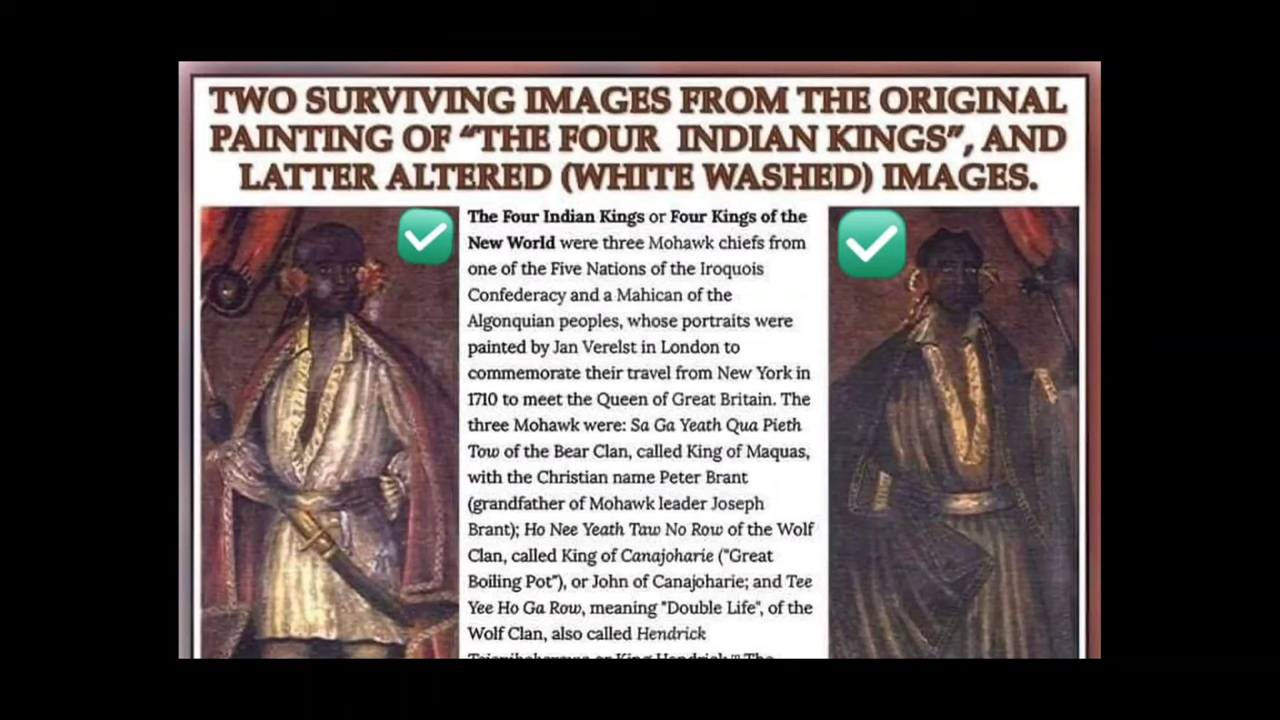 TWO SURVIVING IMAGES FROM THE ORIGINAL
PAINTING OF “THE FOUR INDIAN KINGS”, AND
LATTER ALTERED (WHITE WASHED) IMAGES.
The Four Indian Kings or Four Kings of the
New World were three Mohawk chiefs from
one of the Five Nations of the Iroquois
Confederacy and a Mahican of the
Algonquian peoples, whose portraits were
painted by Jan Verelst in London to
commemorate their travel from New York in
1710 to meet the Queen of Great Britain. The
three Mohawk were: Sa Ga Yeath Qua Pieth
Tow of the Bear Clan, called King of Maquas,
with the Christian name Peter Brant
(grandfather of Mohawk leader Joseph
Brant); Ho Nee Yeath Taw No Row of the Wolf
Clan, called King of Canajoharie ("Great
Boiling Pot"), or John of Canajoharie; and Tee
Yee Ho Ga Row, meaning "Double Life", of the
Wolf Clan, also called Hendrick